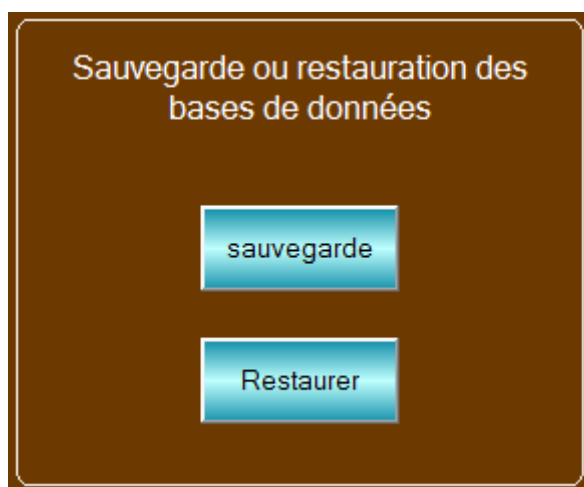 Sauvegarde ou restauration des
bases de données
sauvegarde
Restaurer